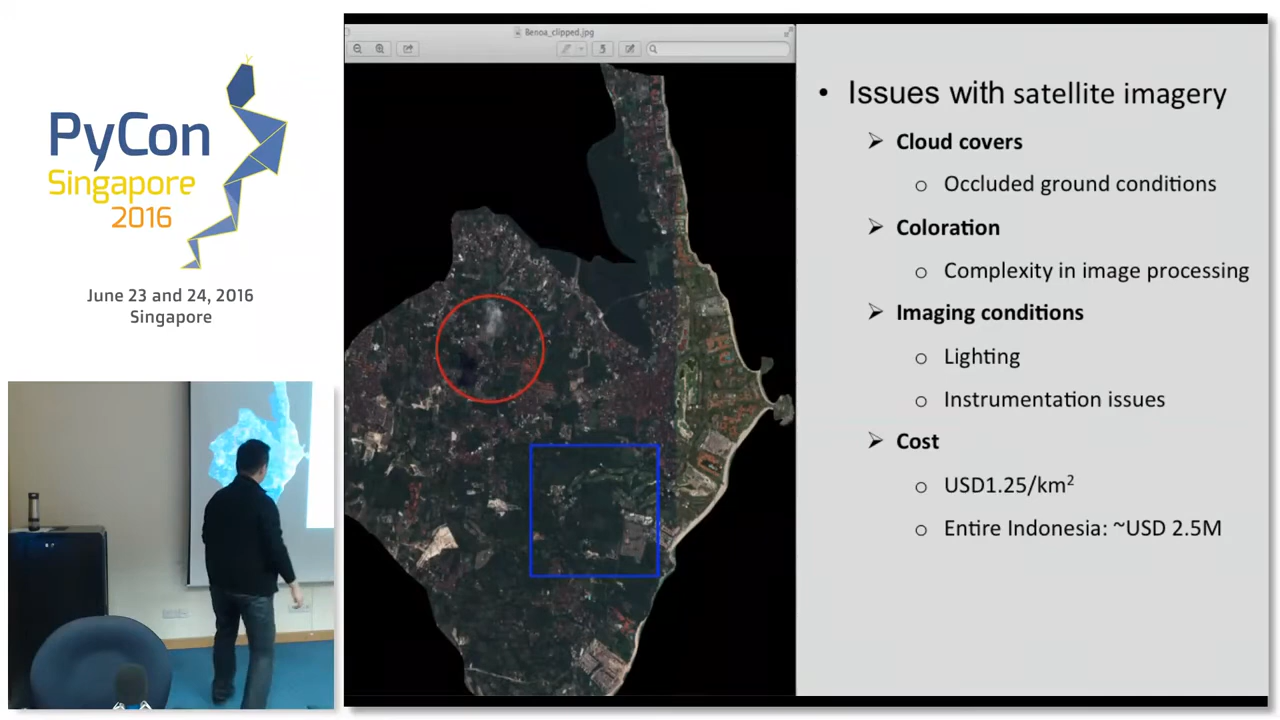 PyCon
Singapore
2016
June 23 and 24, 2016
Singapore
Benoa_clipped.jpg
• Issues with satellite imagery
➢ Cloud covers
o Occluded ground conditions
➢ Coloration
o Complexity in image processing
➢ Imaging conditions
o Lighting
o Instrumentation issues
➢ Cost
o USD1.25/km²
o Entire Indonesia: ~USD 2.5M